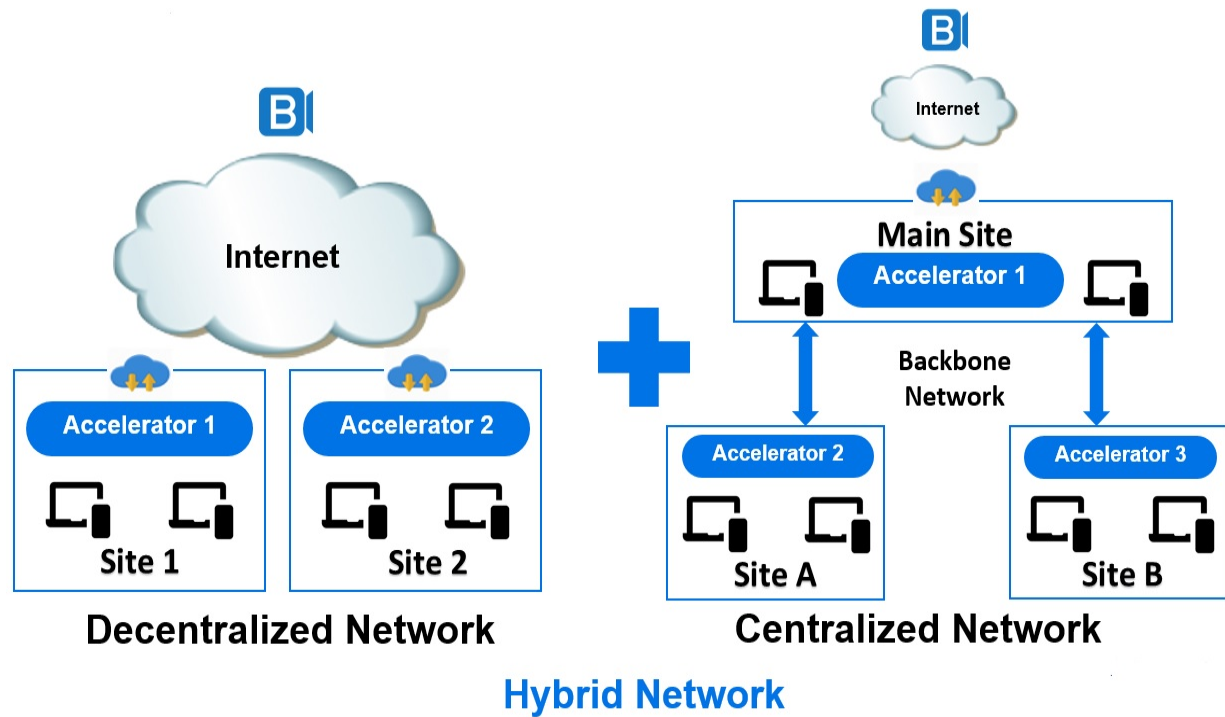 B
Internet
Accelerator 1
Accelerator 2
Site 1
Site 2
Decentralized Network
B
Internet
Main Site
Accelerator 1
Backbone
Network
Accelerator 2
Accelerator 3
Site A
Site B
Centralized Network
Hybrid Network